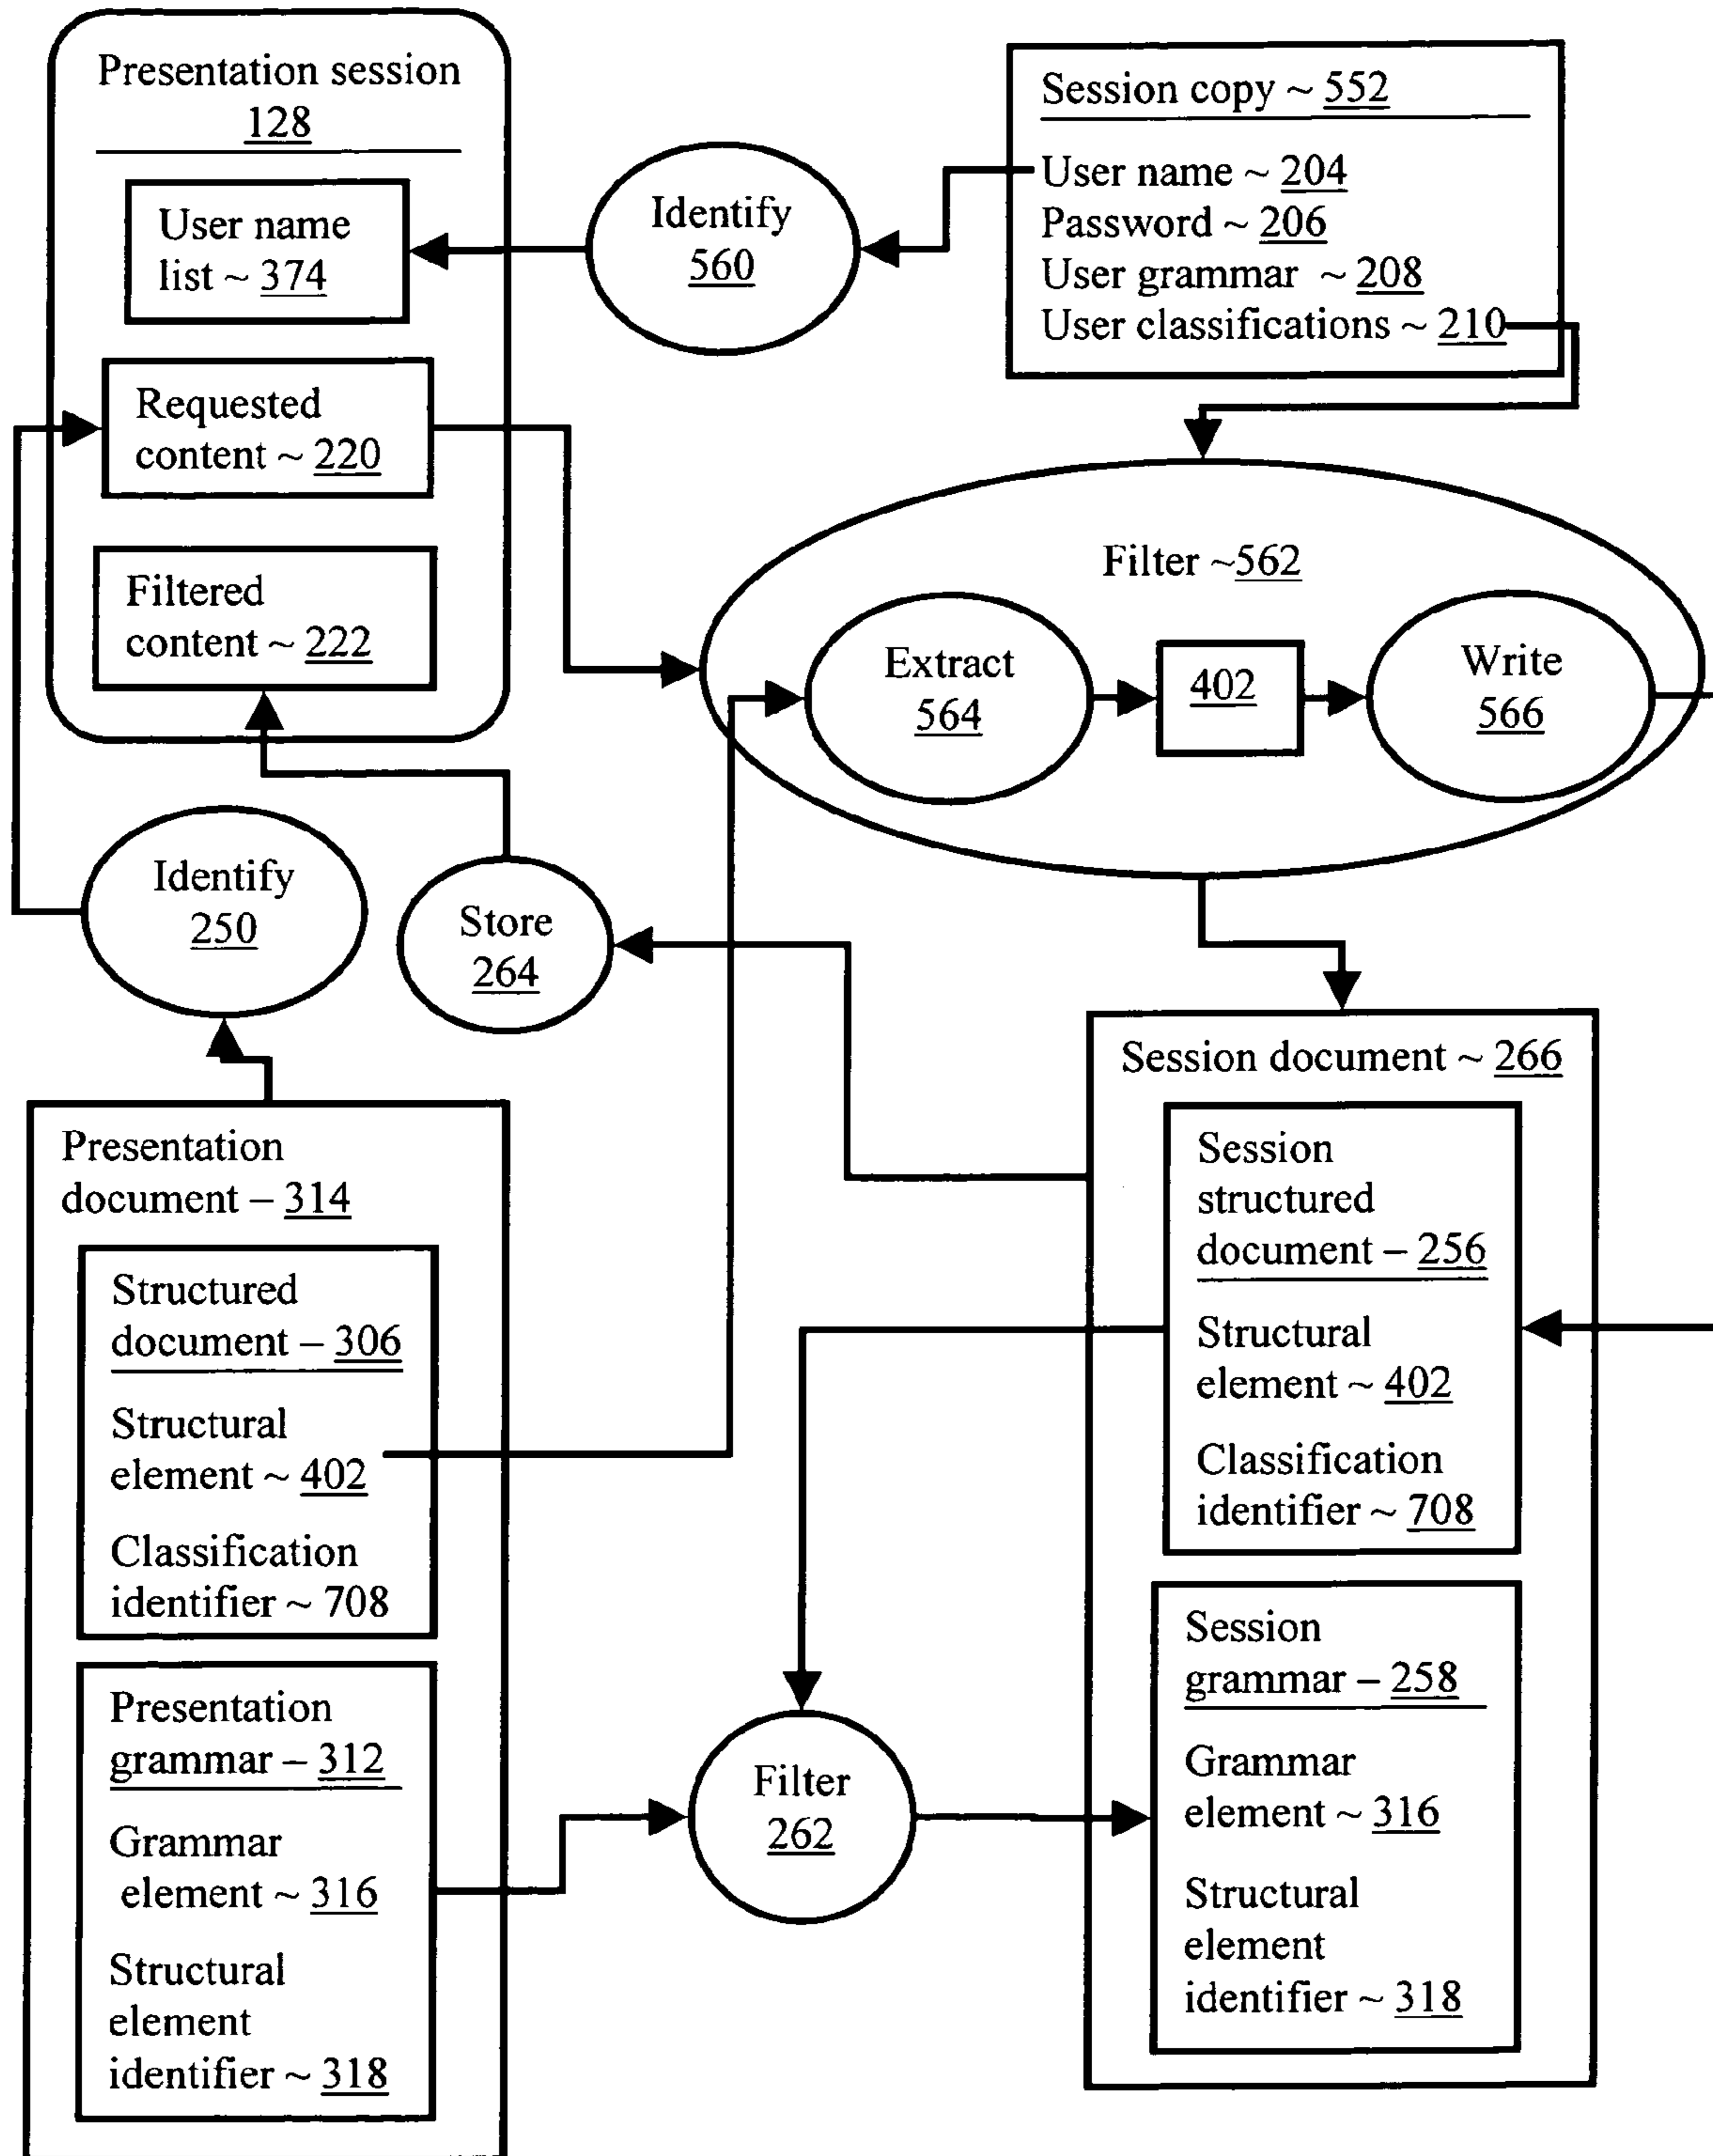 Presentation session
128
User name
list ~ 374
Requested
content ~ 220
Filtered
content ~ 222
Identify
560
Session copy ~ 552
User name ~ 204
Password ~ 206
User grammar ~ 208
User classifications ~ 210
Filter ~562
Extract
564
402
Write
566
Identify
250
Store
264
Presentation
document – 314
Structured
document – 306
Structural
element ~ 402
Classification
identifier ~ 708
Presentation
grammar – 312
Grammar
element ~ 316
Structural
element
identifier ~ 318
Filter
262
Session document ~ 266
Session
structured
document – 256
Structural
element ~ 402
Classification
identifier ~ 708
Session
grammar – 258
Grammar
element ~ 316
Structural
element
identifier ~ 318